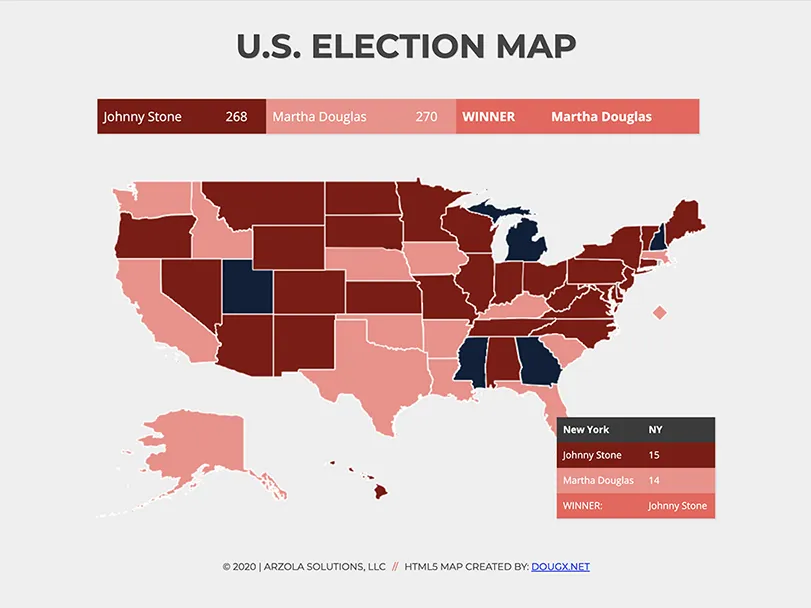 U.S. ELECTION MAP
Johnny Stone 268 Martha Douglas 270 WINNER Martha Douglas
New York NY
Johnny Stone 15
Martha Douglas 14
WINNER: Johnny Stone
© 2020 | ARZOLA SOLUTIONS, LLC // HTML5 MAP CREATED BY: DOUGX.NET